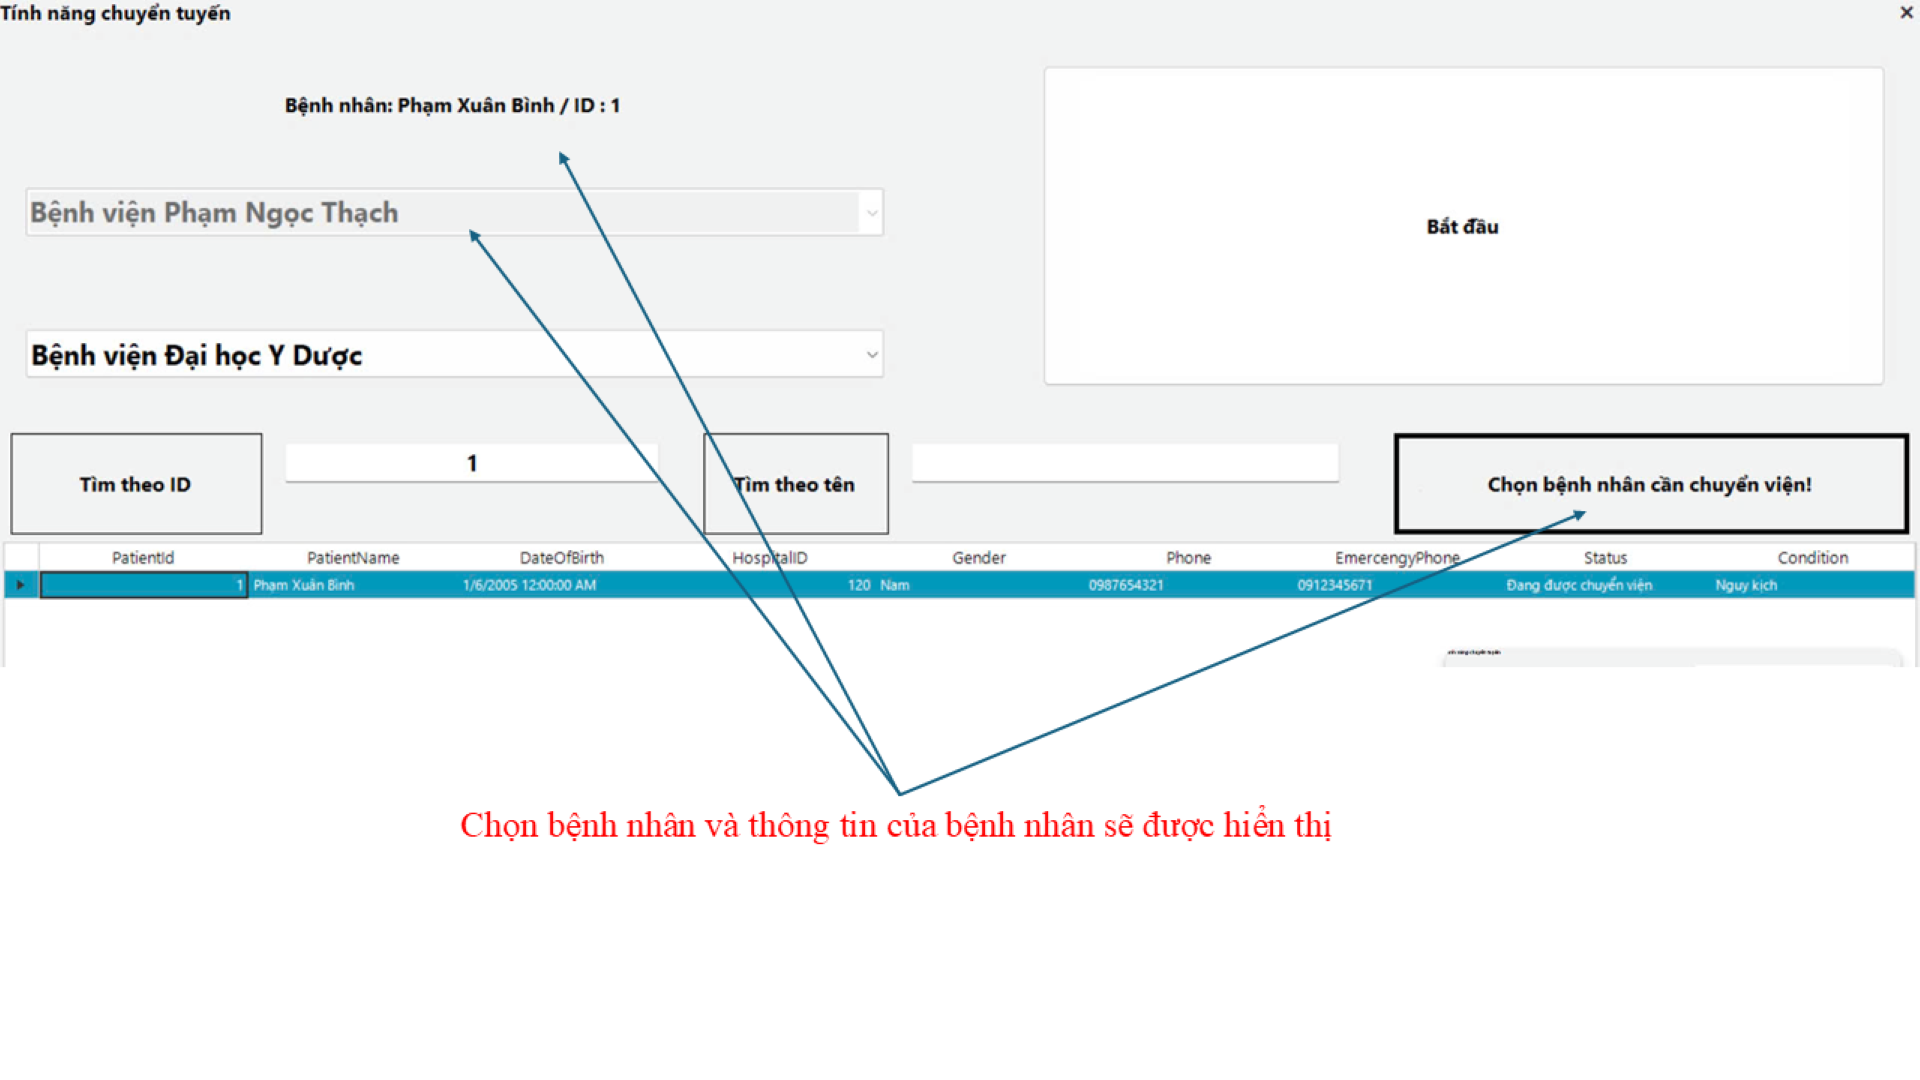 Tính năng chuyển tuyến
Bệnh nhân: Phạm Xuân Bình / ID : 1
Bệnh viện Phạm Ngọc Thạch
Bắt đầu
Bệnh viện Đại học Y Dược
Tìm theo ID
1
Tìm theo tên
Chọn bệnh nhân cần chuyển viện!
PatientId PatientName DateOfBirth HospitalID Gender Phone EmercengyPhone Status Condition
1 Phạm Xuân Bình 1/6/2005 12:00:00 AM 120 Nam 0987654321 0912345671 Đang được chuyển viện Nguy kịch
Chọn bệnh nhân và thông tin của bệnh nhân sẽ được hiển thị